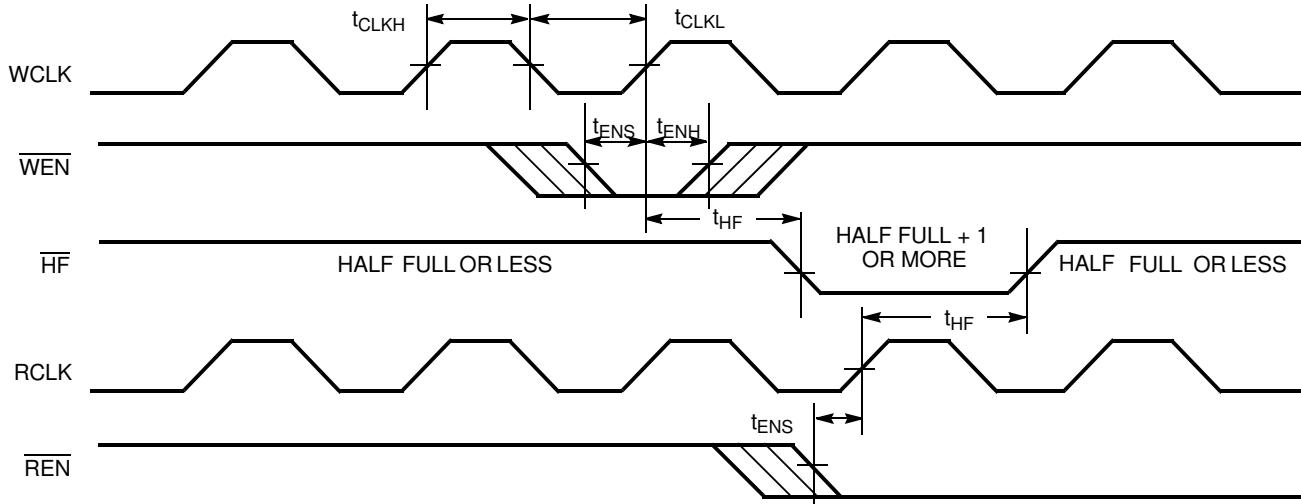 tCLKH
tCLKL
WCLK
tENS
tENH
WEN
tHF
HALF FULL + 1
OR MORE
HF
HALF FULL OR LESS
HALF FULL OR LESS
tHF
RCLK
tENS
REN